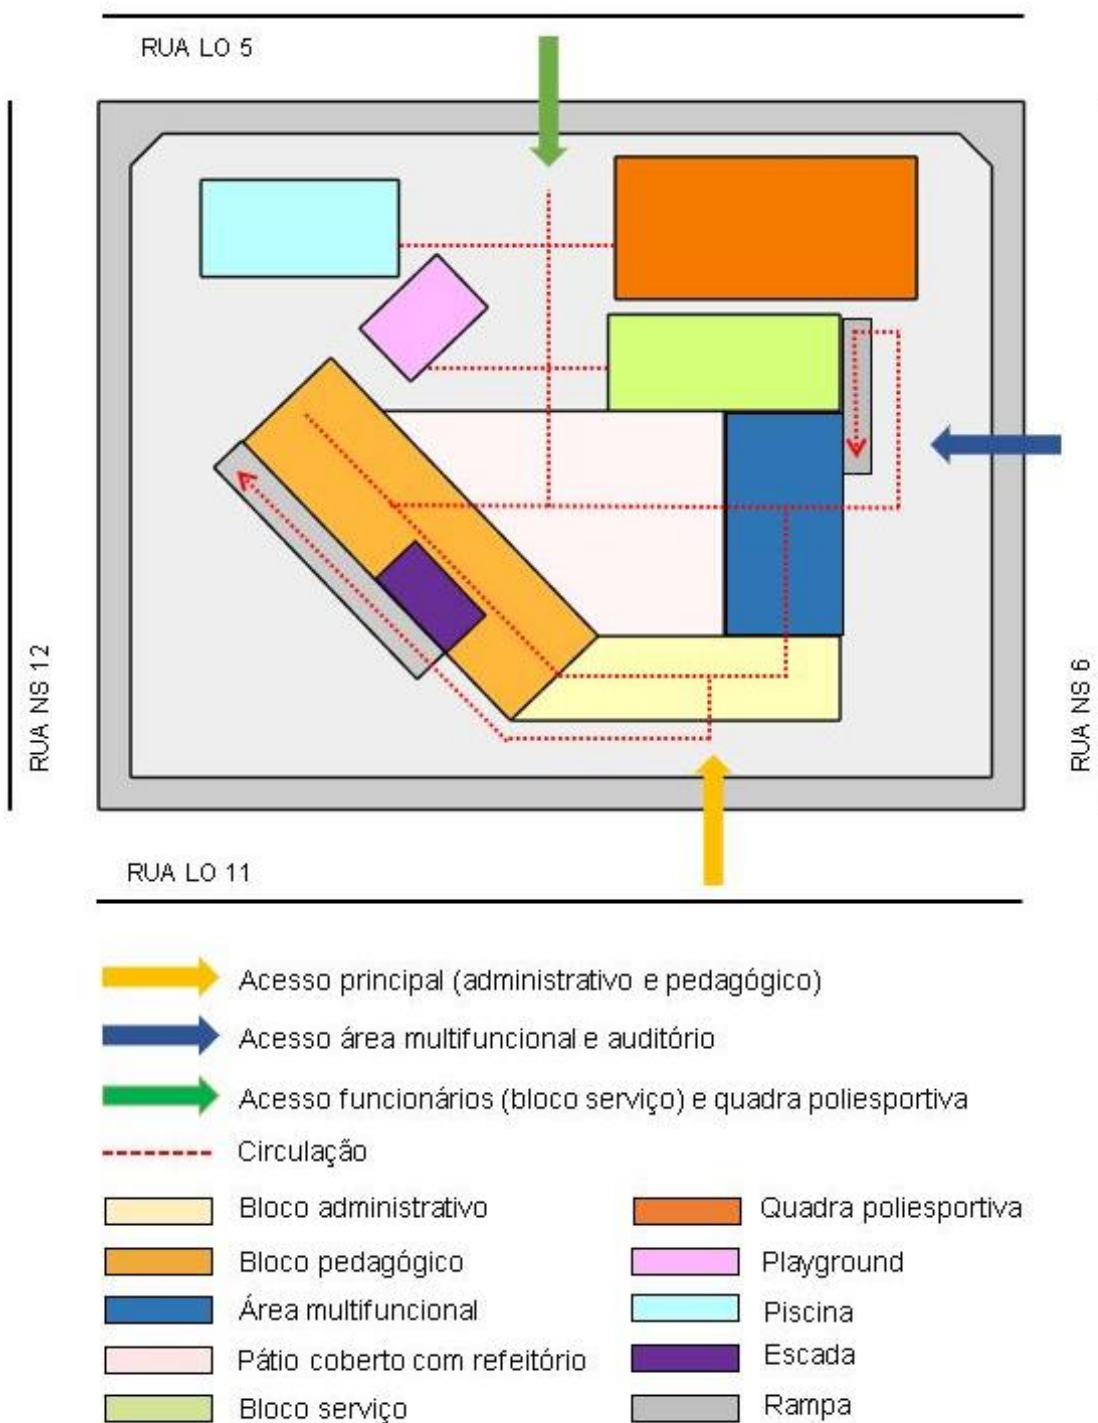 RUA LO 5
RUA NS 12
RUA NS 6
RUA LO 11
Acesso principal (administrativo e pedagógico)
Acesso área multifuncional e auditório
Acesso funcionários (bloco serviço) e quadra poliesportiva
Circulação
Bloco administrativo
Quadra poliesportiva
Bloco pedagógico
Playground
Área multifuncional
Piscina
Pátio coberto com refeitório
Escada
Bloco serviço
Rampa